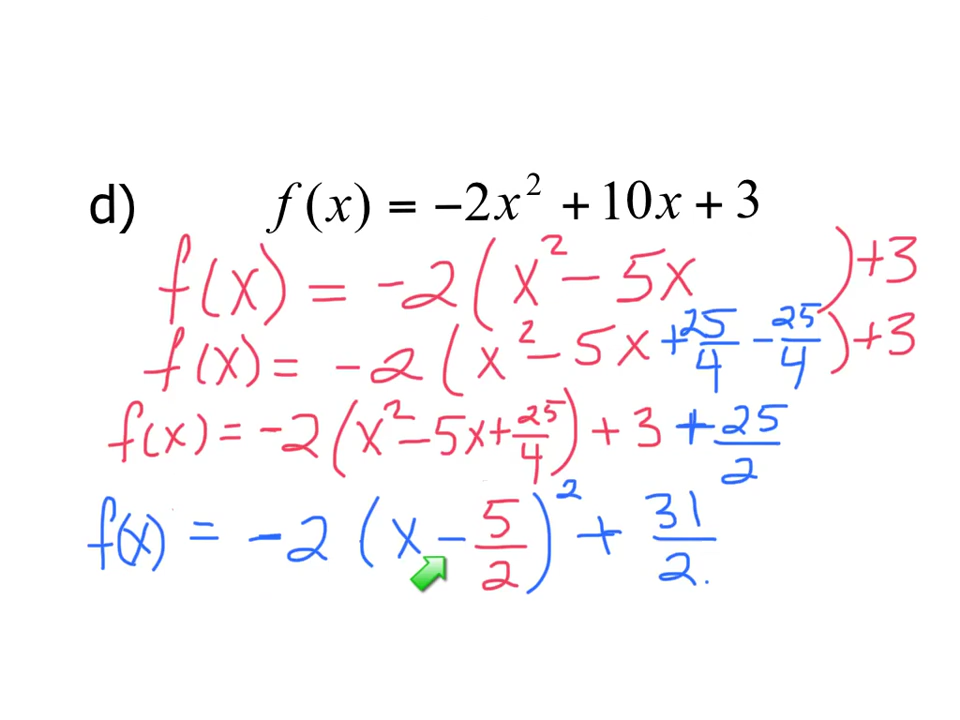 d) f(x) = −2x² + 10x + 3
f(x) = -2(x² - 5x      ) + 3
f(x) = -2(x² - 5x + 25/4 - 25/4) + 3
f(x) = -2(x² - 5x + 25/4) + 3 + 25/2
f(x) = -2(x - 5/2)² + 31/2.